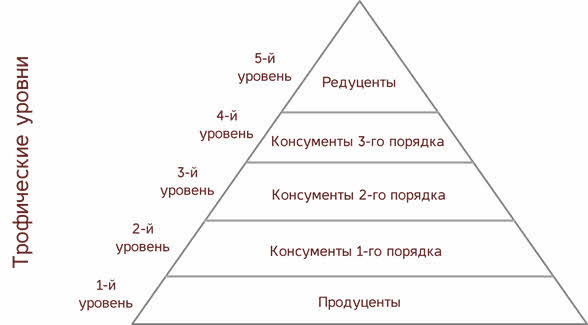 Трофические уровни
5-й
уровень
Редуценты
4-й
уровень
Консументы 3-го порядка
3-й
уровень
Консументы 2-го порядка
2-й
уровень
Консументы 1-го порядка
1-й
уровень
Продуценты